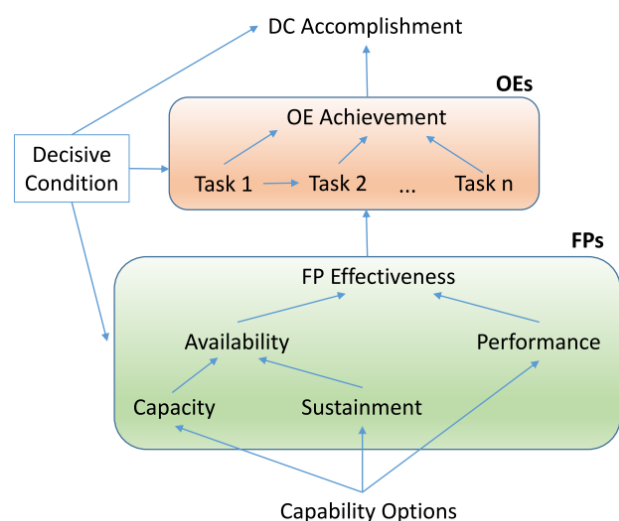 DC Accomplishment
OEs
OE Achievement
Decisive
Condition
Task 1
Task 2
...
Task n
FPs
FP Effectiveness
Availability
Performance
Capacity
Sustainment
Capability Options